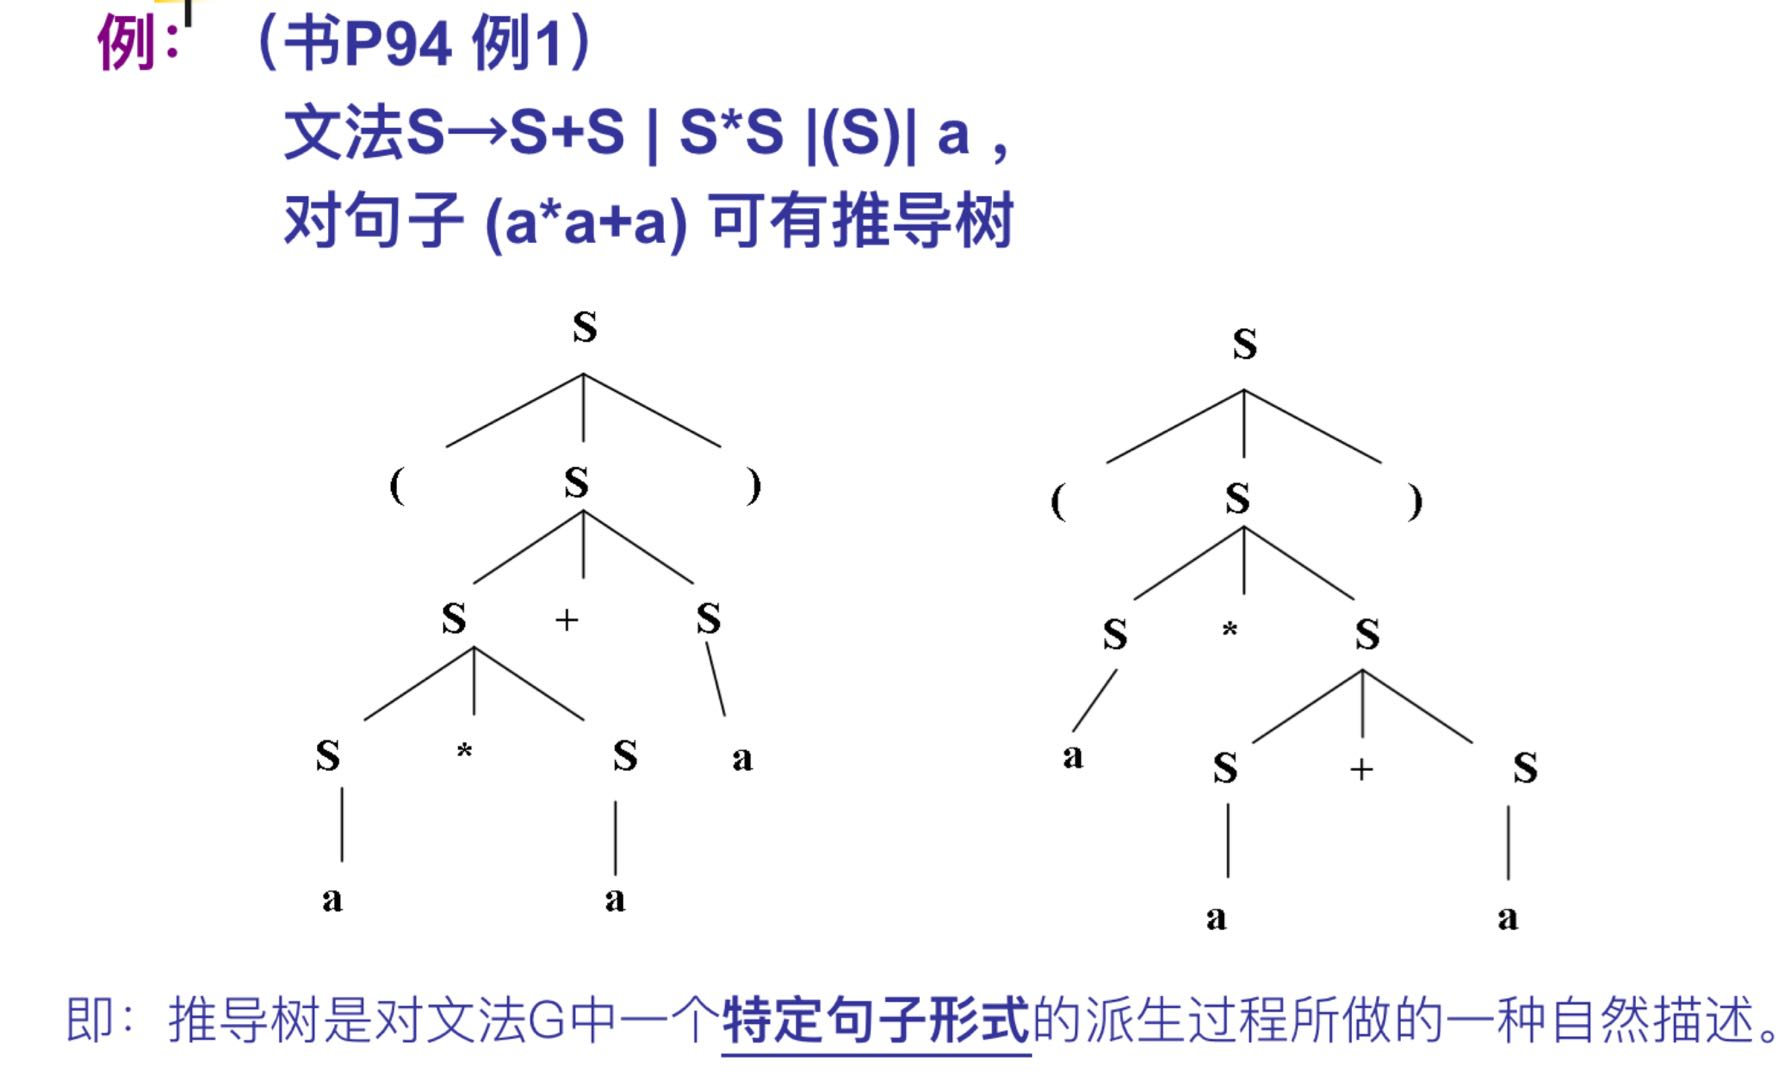 例：（书P94 例1）
文法S→S+S | S*S |(S)| a ，
对句子 (a*a+a) 可有推导树
S S
( S ) ( S )
S + S S * S
S * S a a S + S
a a a a
即：推导树是对文法G中一个特定句子形式的派生过程所做的一种自然描述。